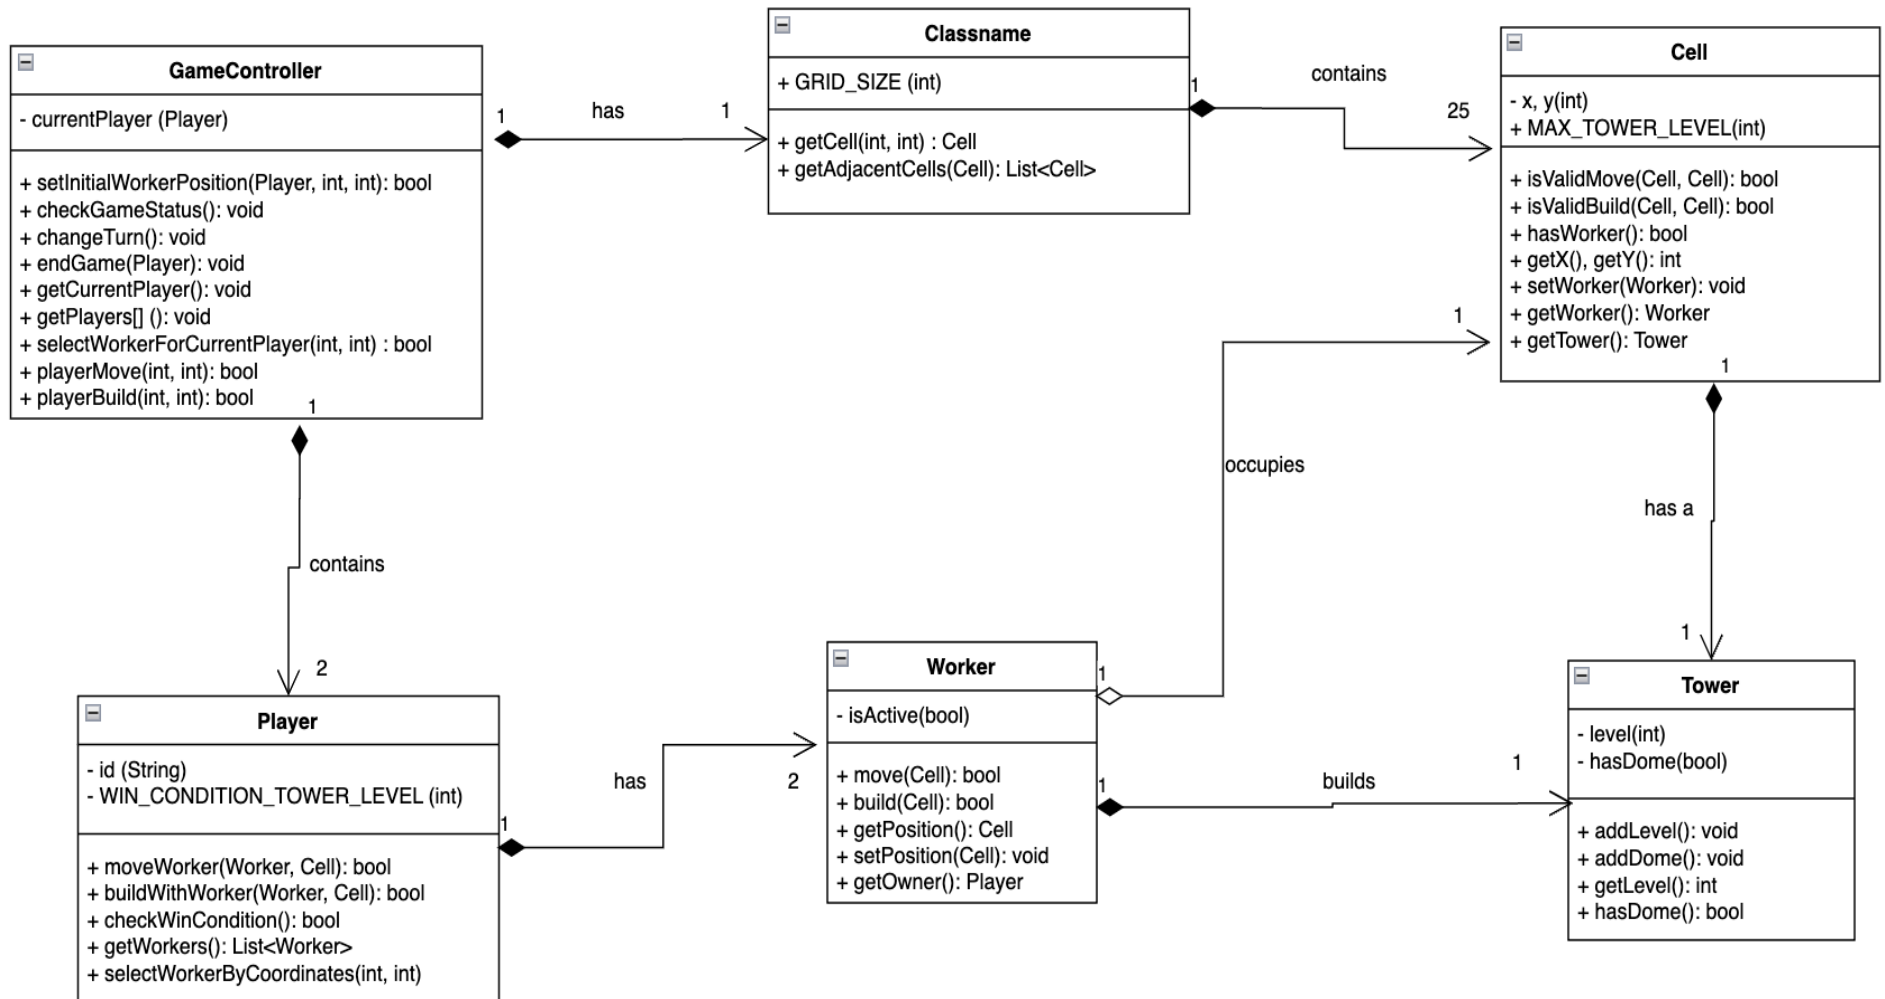 GameController
- currentPlayer (Player)
+ setInitialWorkerPosition(Player, int, int): bool
+ checkGameStatus(): void
+ changeTurn(): void
+ endGame(Player): void
+ getCurrentPlayer(): void
+ getPlayers[] (): void
+ selectWorkerForCurrentPlayer(int, int) : bool
+ playerMove(int, int): bool
+ playerBuild(int, int): bool
1
has
1
Classname
+ GRID_SIZE (int)
+ getCell(int, int) : Cell
+ getAdjacentCells(Cell): List<Cell>
1
contains
25
Cell
- x, y(int)
+ MAX_TOWER_LEVEL(int)
+ isValidMove(Cell, Cell): bool
+ isValidBuild(Cell, Cell): bool
+ hasWorker(): bool
+ getX(), getY(): int
+ setWorker(Worker): void
+ getWorker(): Worker
+ getTower(): Tower
1
contains
2
Player
- id (String)
- WIN_CONDITION_TOWER_LEVEL (int)
+ moveWorker(Worker, Cell): bool
+ buildWithWorker(Worker, Cell): bool
+ checkWinCondition(): bool
+ getWorkers(): List<Worker>
+ selectWorkerByCoordinates(int, int)
1
has
2
Worker
- isActive(bool)
+ move(Cell): bool
+ build(Cell): bool
+ getPosition(): Cell
+ setPosition(Cell): void
+ getOwner(): Player
1
occupies
1
1
builds
1
1
has a
1
Tower
- level(int)
- hasDome(bool)
+ addLevel(): void
+ addDome(): void
+ getLevel(): int
+ hasDome(): bool